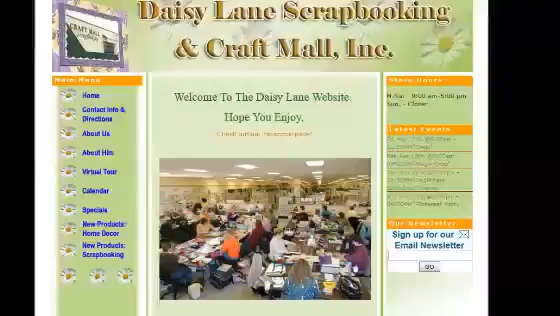 Daisy Lane Scrapbooking
& Craft Mall, Inc.
CRAFT MALL
Main Menu
Home
Contact Info &
Directions
About Us
About Him
Virtual Tour
Calendar
Specials
New Products:
Home Decor
New Products:
Scrapbooking
Welcome To The Daisy Lane Website.
Hope You Enjoy.
Store Hours
M-Sat 9:00 am-5:00 pm
Sun. - Closed
Latest Events
Our Newsletter
Sign up for our
Email Newsletter
GO